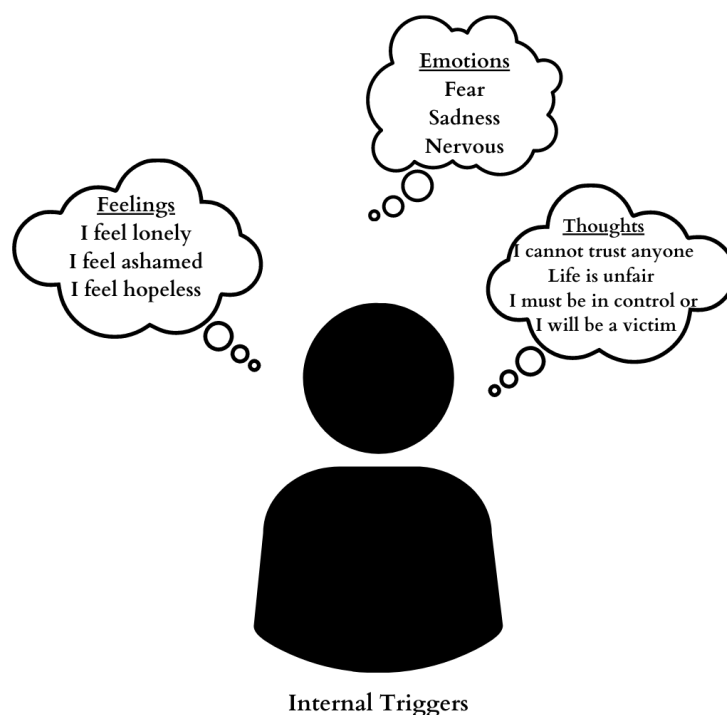 Emotions
Fear
Sadness
Nervous
Feelings
I feel lonely
I feel ashamed
I feel hopeless
Thoughts
I cannot trust anyone
Life is unfair
I must be in control or
I will be a victim
Internal Triggers